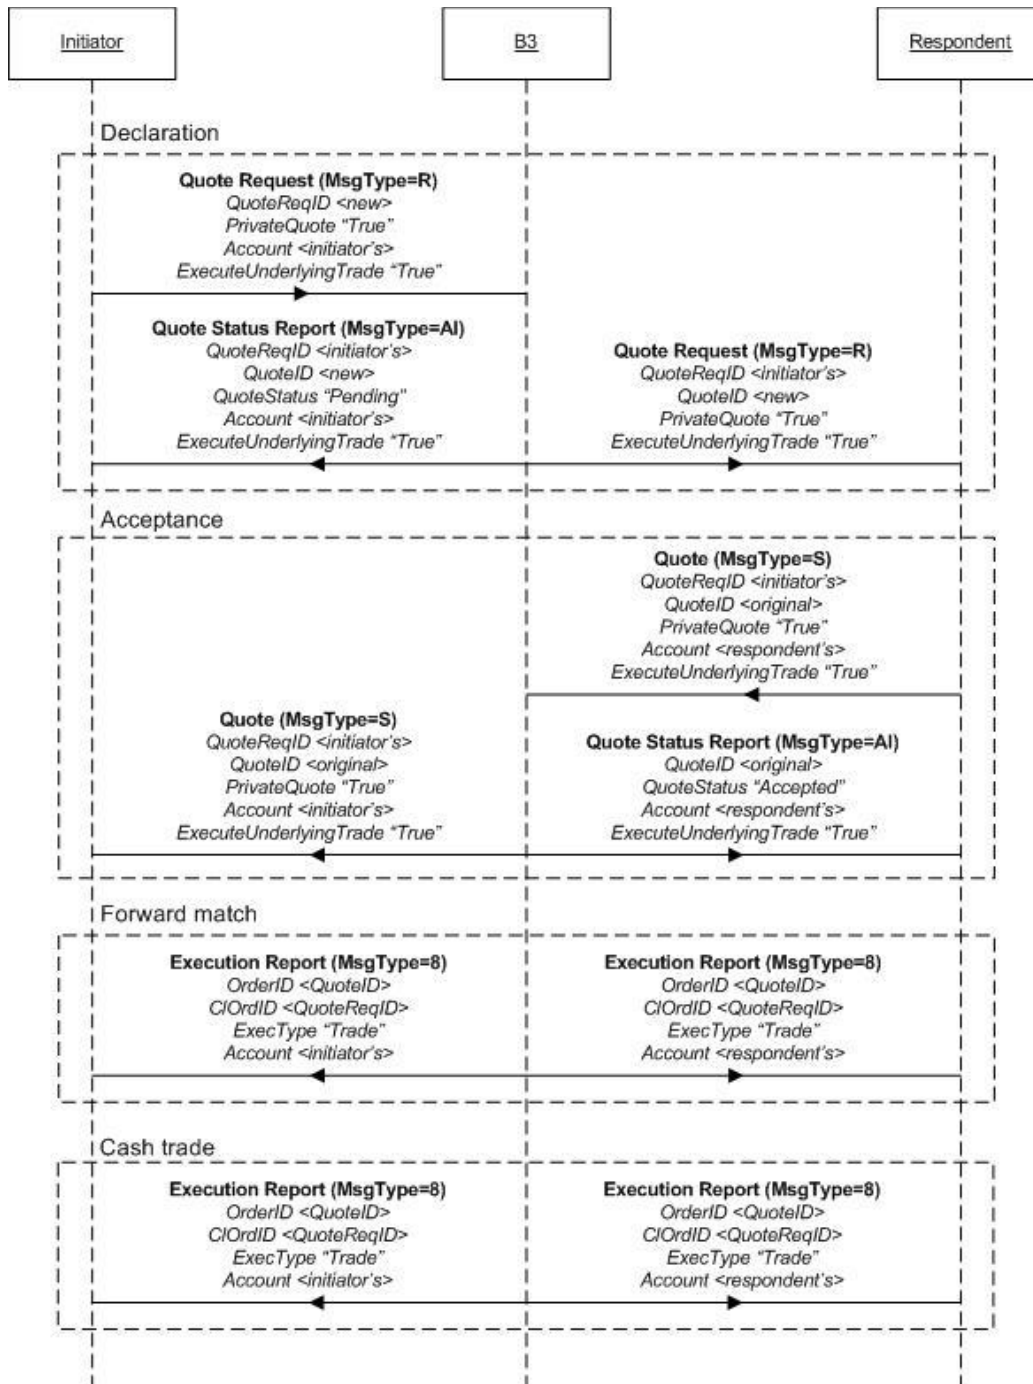 Initiator
B3
Respondent
Declaration
Quote Request (MsgType=R)
QuoteReqID <new>
PrivateQuote “True”
Account <initiator’s>
ExecuteUnderlyingTrade “True”
Quote Status Report (MsgType=AI)
QuoteReqID <initiator’s>
QuoteID <new>
QuoteStatus “Pending”
Account <initiator’s>
ExecuteUnderlyingTrade “True”
Quote Request (MsgType=R)
QuoteReqID <initiator’s>
QuoteID <new>
PrivateQuote “True”
ExecuteUnderlyingTrade “True”
Acceptance
Quote (MsgType=S)
QuoteReqID <initiator’s>
QuoteID <original>
PrivateQuote “True”
Account <respondent’s>
ExecuteUnderlyingTrade “True”
Quote (MsgType=S)
QuoteReqID <initiator’s>
QuoteID <original>
PrivateQuote “True”
Account <initiator’s>
ExecuteUnderlyingTrade “True”
Quote Status Report (MsgType=AI)
QuoteID <original>
QuoteStatus “Accepted”
Account <respondent’s>
ExecuteUnderlyingTrade “True”
Forward match
Execution Report (MsgType=8)
OrderID <QuoteID>
ClOrdID <QuoteReqID>
ExecType “Trade”
Account <initiator’s>
Execution Report (MsgType=8)
OrderID <QuoteID>
ClOrdID <QuoteReqID>
ExecType “Trade”
Account <respondent’s>
Cash trade
Execution Report (MsgType=8)
OrderID <QuoteID>
ClOrdID <QuoteReqID>
ExecType “Trade”
Account <initiator’s>
Execution Report (MsgType=8)
OrderID <QuoteID>
ClOrdID <QuoteReqID>
ExecType “Trade”
Account <respondent’s>